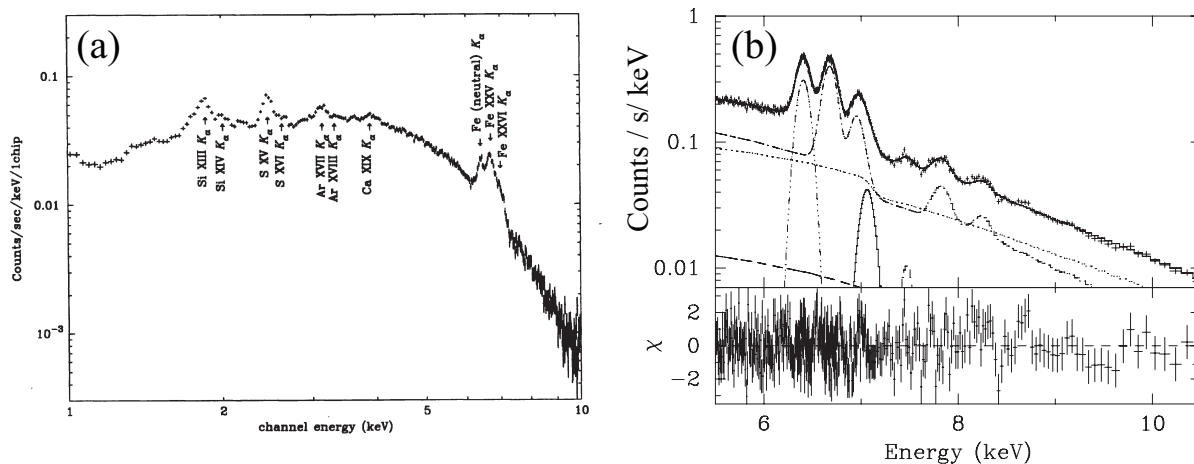 (a)
Counts/sec/keV/1chip
0.1
0.01
10⁻³
1
2
5
10
channel energy (keV)
Si XIII Kα
Si XIV Kα
S XV Kα
S XVI Kα
Ar XVII Kα
Ar XVIII Kα
Ca XIX Kα
Fe (neutral) Kα
Fe XXV Kα
Fe XXVI Kα
(b)
Counts / s/ keV
1
0.1
0.01
χ
2
0
−2
6
8
10
Energy (keV)